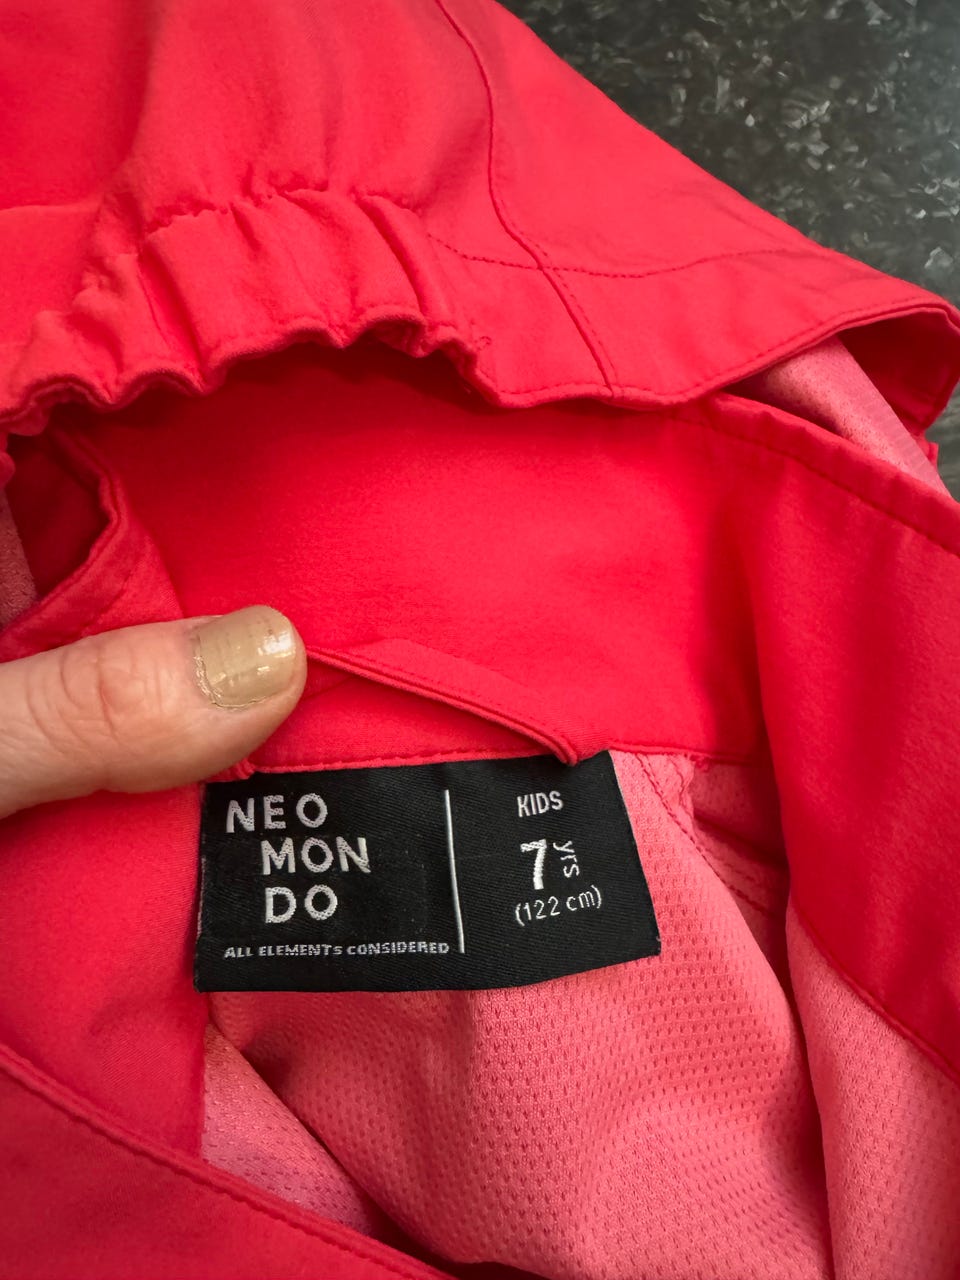 NEO
MON
DO
ALL ELEMENTS CONSIDERED
KIDS
7 yrs
(122 cm)